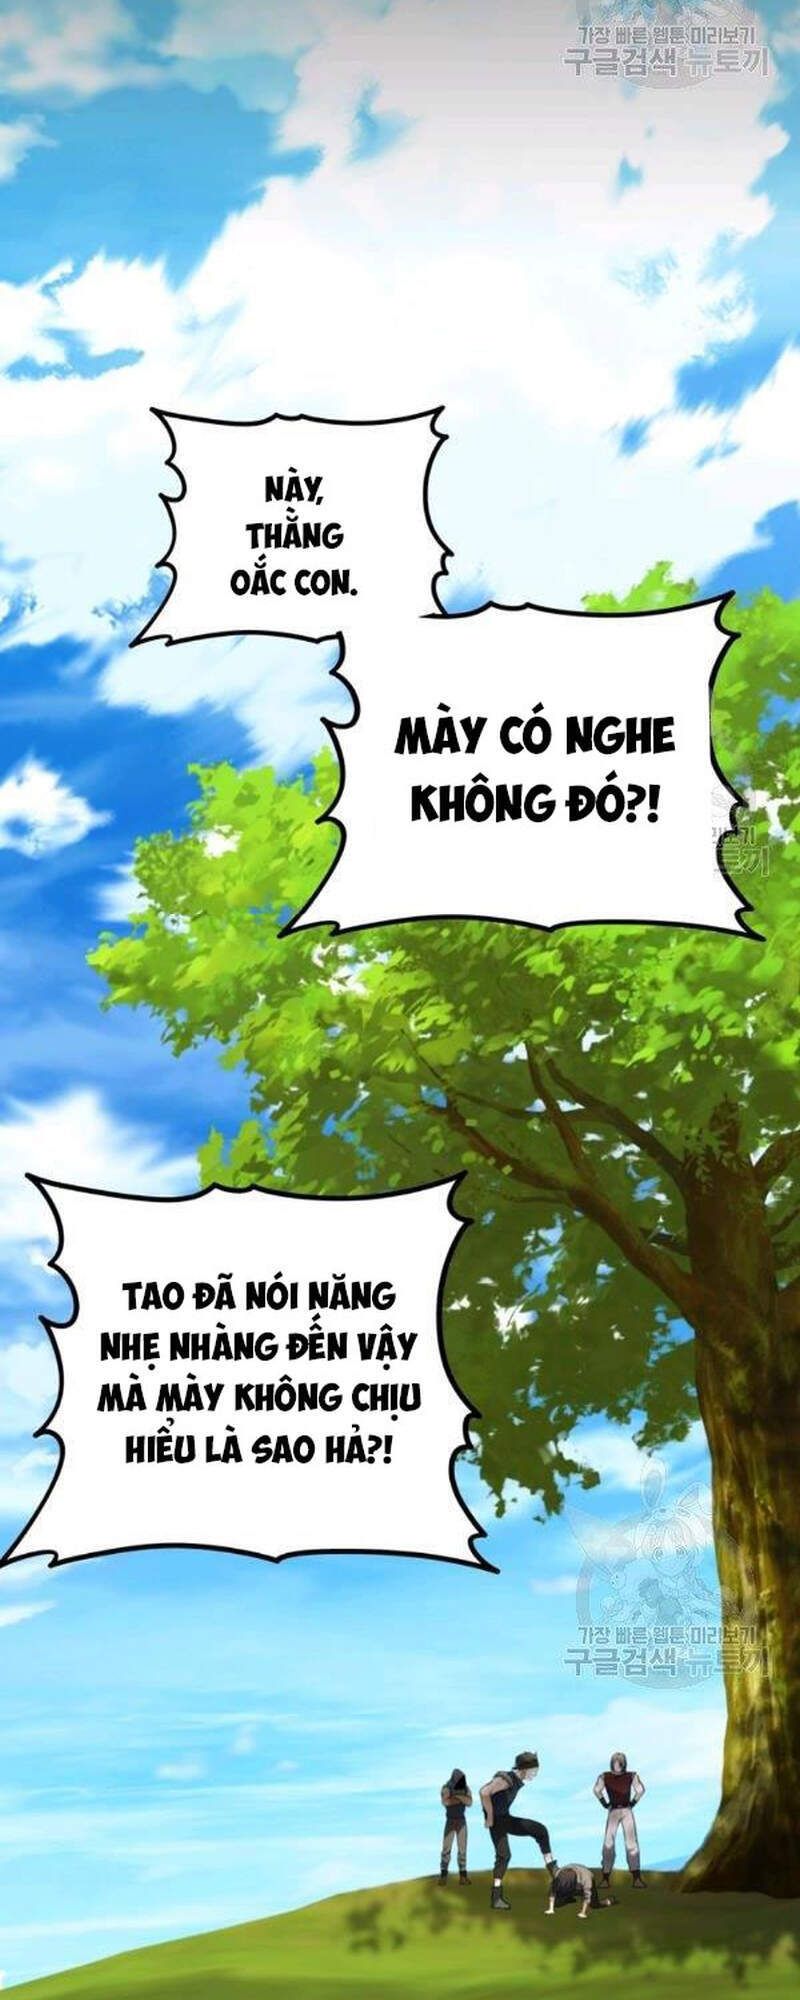 가장 빠른 웹툰 미리보기
구글검색 뉴토끼
NÀY,
THẰNG
OẮC CON.
MÀY CÓ NGHE
KHÔNG ĐÓ?!
TAO ĐÃ NÓI NĂNG
NHẸ NHÀNG ĐẾN VẬY
MÀ MÀY KHÔNG CHỊU
HIỂU LÀ SAO HẢ?!
가장 빠른 웹툰 미리보기
구글검색 뉴토끼